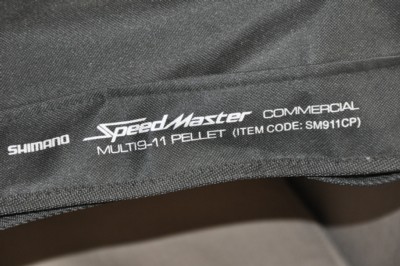 SHIMANO SpeedMaster COMMERCIAL
MULTI9-11 PELLET (ITEM CODE: SM911CP)